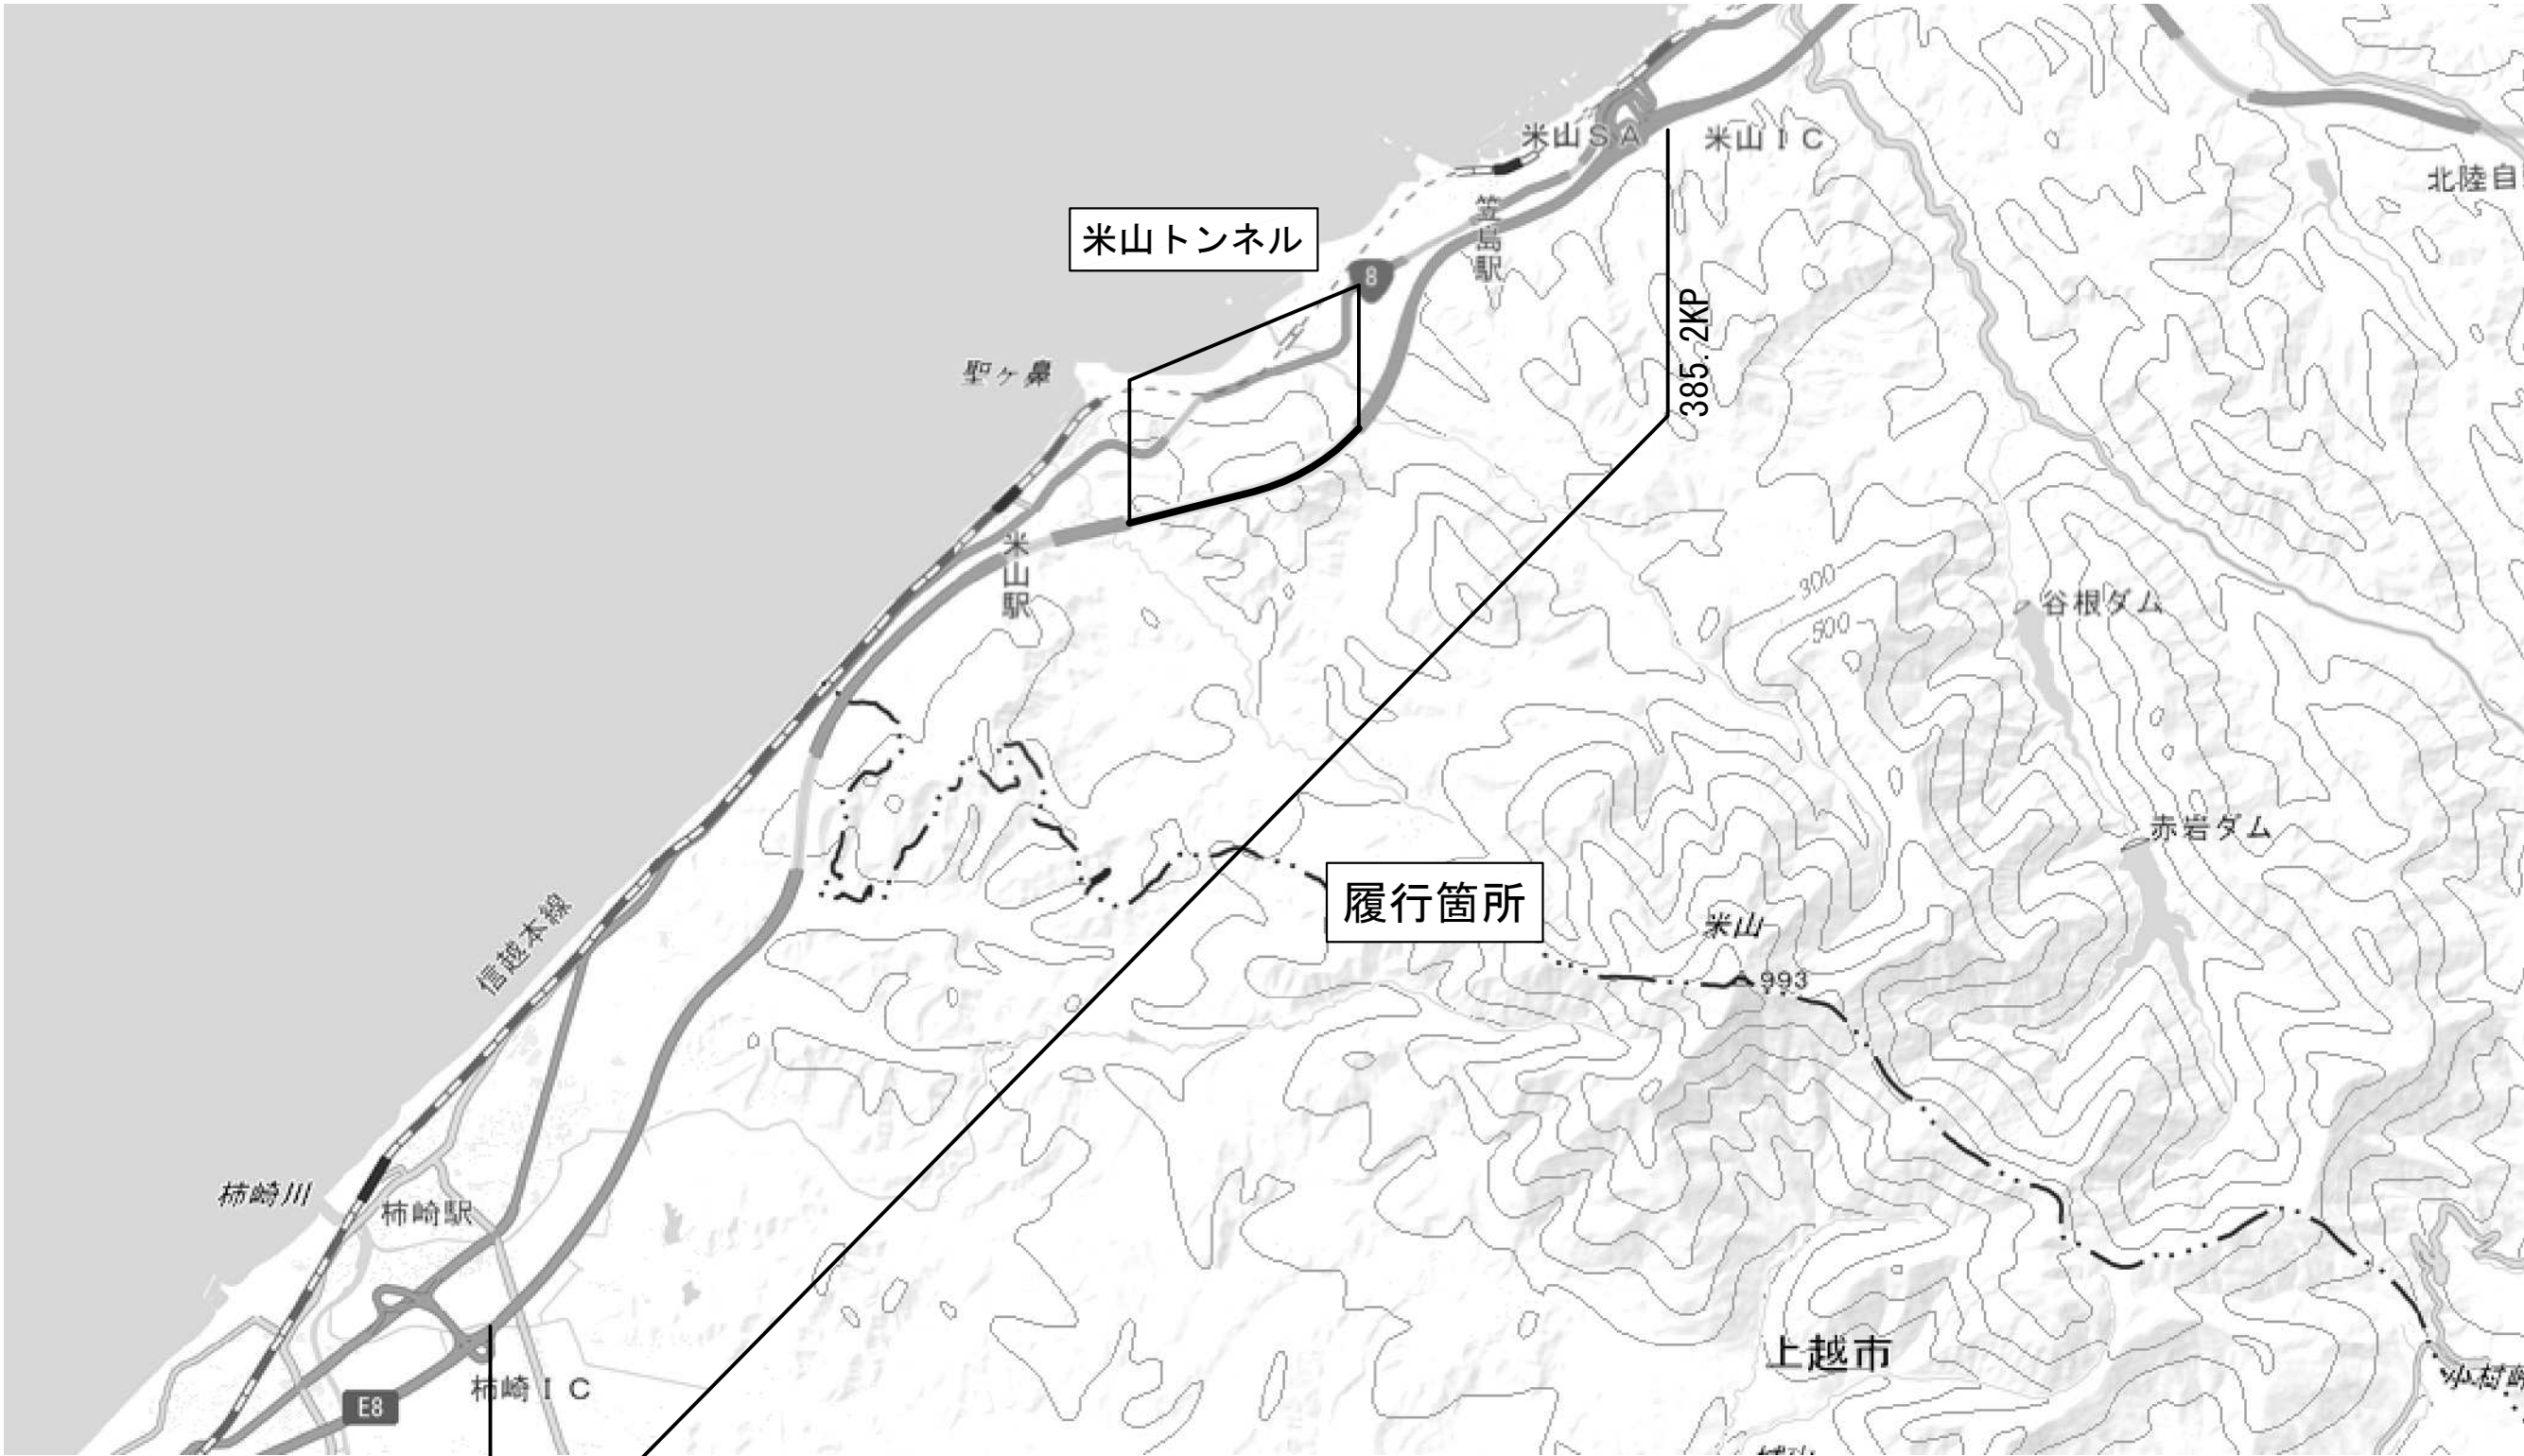 米山ＳＡ
米山ＩＣ
北陸自
笠島駅
米山トンネル
8
385.2KP
聖ヶ鼻
米山駅
300
500
谷根ダム
赤岩ダム
履行箇所
米山
993
信越本線
柿崎川
柿崎駅
上越市
柿崎ＩＣ
E8